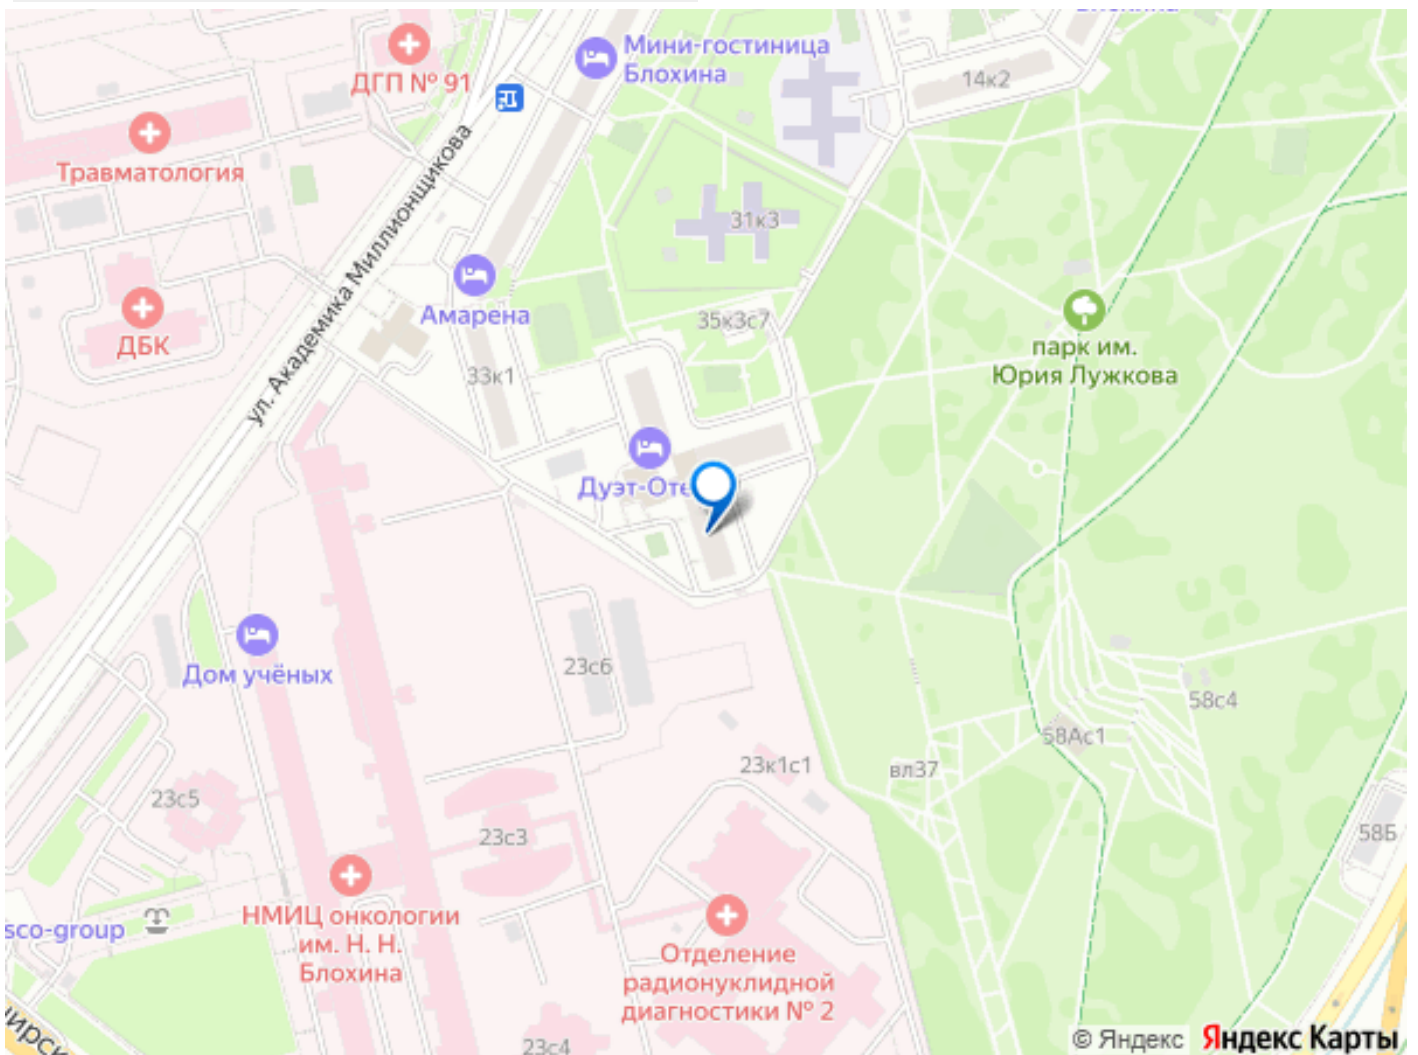 Мини-гостиница
Блохина
ДГП № 91
14к2
Травматология
ул. Академика Миллионщикова
31к3
ДБК
Амарена
35к3с7
парк им.
Юрия Лужкова
33к1
Дуэт-Оте
Дом учёных
23с6
58с4
58Ас1
23к1с1
вл37
23с5
23с3
58Б
НМИЦ онкологии
им. Н. Н.
Блохина
sco-group
Отделение
радионуклидной
диагностики № 2
23с4
© Яндекс Яндекс Карты